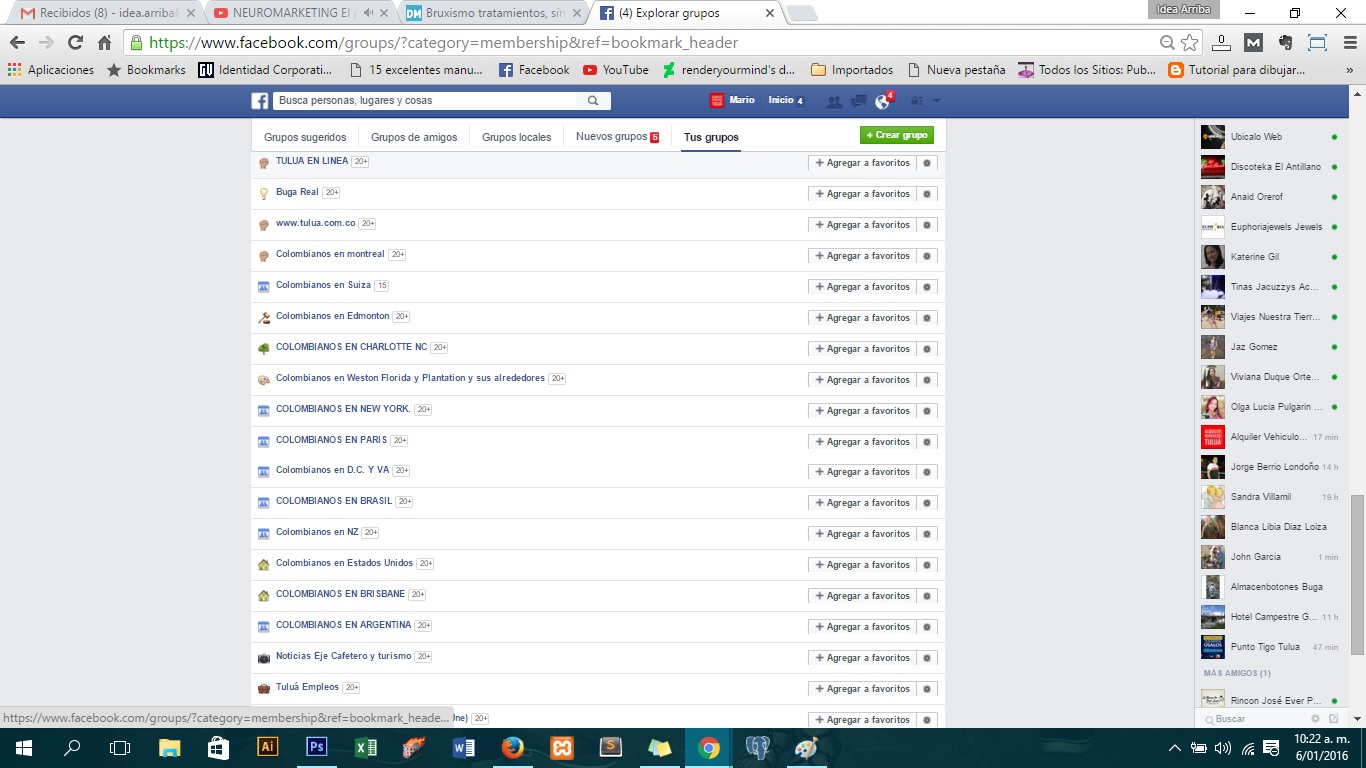 Idea Arriba
Recibidos (8) - idea.arriba@
NEUROMARKETING El
Bruxismo tratamientos, sín
(4) Explorar grupos
https://www.facebook.com/groups/?category=membership&ref=bookmark_header
0
M
Aplicaciones
Bookmarks
Identidad Corporati...
15 excelentes manu...
Facebook
YouTube
renderyourmind's d...
Importados
Nueva pestaña
Todos los Sitios: Pub...
Tutorial para dibujar...
»
Busca personas, lugares y cosas
Mario
Inicio 4
4
Grupos sugeridos
Grupos de amigos
Grupos locales
Nuevos grupos 5
Tus grupos
+ Crear grupo
TULUA EN LINEA 20+
+ Agregar a favoritos
Buga Real 20+
+ Agregar a favoritos
www.tulua.com.co 20+
+ Agregar a favoritos
Colombianos en montreal 20+
+ Agregar a favoritos
Colombianos en Suiza 15
+ Agregar a favoritos
Colombianos en Edmonton 20+
+ Agregar a favoritos
COLOMBIANOS EN CHARLOTTE NC 20+
+ Agregar a favoritos
Colombianos en Weston Florida y Plantation y sus alrededores 20+
+ Agregar a favoritos
COLOMBIANOS EN NEW YORK. 20+
+ Agregar a favoritos
COLOMBIANOS EN PARIS 20+
+ Agregar a favoritos
Colombianos en D.C. Y VA 20+
+ Agregar a favoritos
COLOMBIANOS EN BRASIL 20+
+ Agregar a favoritos
Colombianos en NZ 20+
+ Agregar a favoritos
Colombianos en Estados Unidos 20+
+ Agregar a favoritos
COLOMBIANOS EN BRISBANE 20+
+ Agregar a favoritos
COLOMBIANOS EN ARGENTINA 20+
+ Agregar a favoritos
Noticias Eje Cafetero y turismo 20+
+ Agregar a favoritos
Tuluá Empleos 20+
+ Agregar a favoritos
Une) 20+
+ Agregar a favoritos
https://www.facebook.com/groups/?category=membership&ref=bookmark_heade...
Ubicalo Web
Discoteka El Antillano
Anaid Orerof
Euphoriajewels Jewels
Katerine Gil
Tinas Jacuzzys Ac...
Viajes Nuestra Tierr...
Jaz Gomez
Viviana Duque Orte...
Olga Lucia Pulgarin ...
Alquiler Vehiculo... 17 min
Jorge Berrio Londoño 14 h
Sandra Villamil 19 h
Blanca Libia Diaz Loiza
John Garcia 1 min
Almacenbotones Buga
Hotel Campestre G... 11 h
Punto Tigo Tulua 47 min
MÁS AMIGOS (1)
Rincon José Ever P...
Buscar
Ai
Ps
10:22 a. m.
6/01/2016